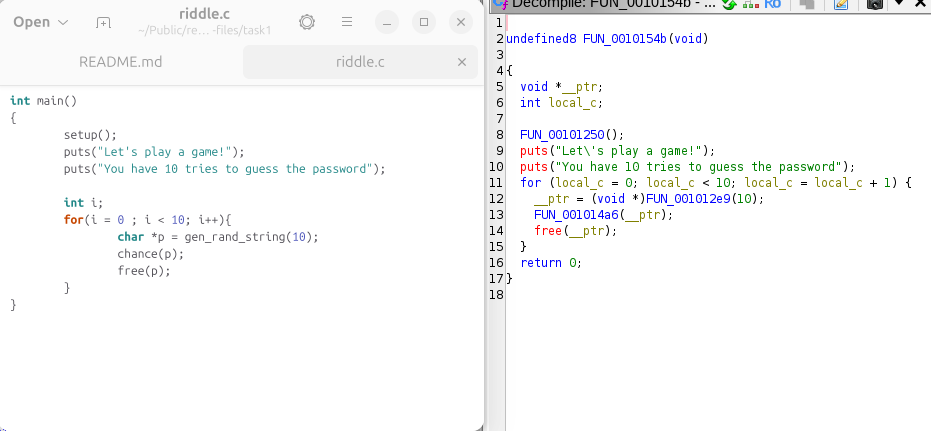 Open
riddle.c
~/Public/re… -files/task1
README.md
riddle.c
int main()
{
setup();
puts("Let's play a game!");
puts("You have 10 tries to guess the password");
int i;
for(i = 0 ; i < 10; i++){
char *p = gen_rand_string(10);
chance(p);
free(p);
}
}
Decompile: FUN_0010154b - ...
Ro
1
2 undefined8 FUN_0010154b(void)
3
4 {
5 void *__ptr;
6 int local_c;
7
8 FUN_00101250();
9 puts("Let\'s play a game!");
10 puts("You have 10 tries to guess the password");
11 for (local_c = 0; local_c < 10; local_c = local_c + 1) {
12 __ptr = (void *)FUN_001012e9(10);
13 FUN_001014a6(__ptr);
14 free(__ptr);
15 }
16 return 0;
17 }
18